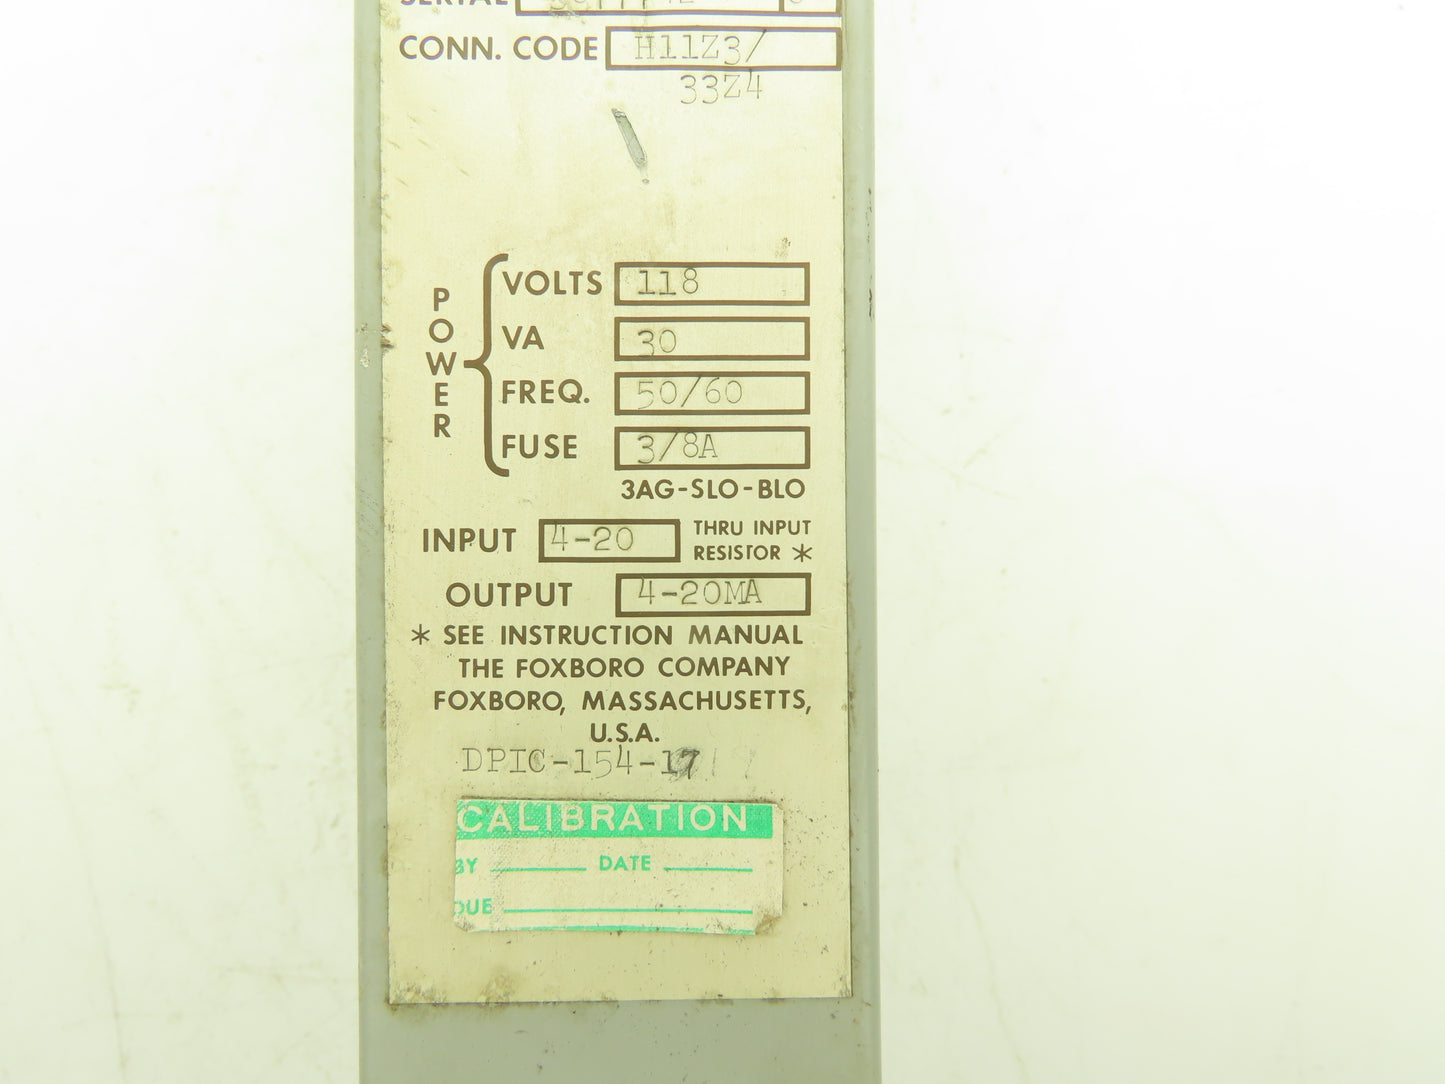 SERIAL
CONN. CODE H11Z3/
33Z4
POWER
VOLTS 118
VA 30
FREQ. 50/60
FUSE 3/8A
3AG-SLO-BLO
INPUT 4-20 THRU INPUT
RESISTOR *
OUTPUT 4-20MA
* SEE INSTRUCTION MANUAL
THE FOXBORO COMPANY
FOXBORO, MASSACHUSETTS,
U.S.A.
DPIC-154-17
CALIBRATION
BY DATE
DUE